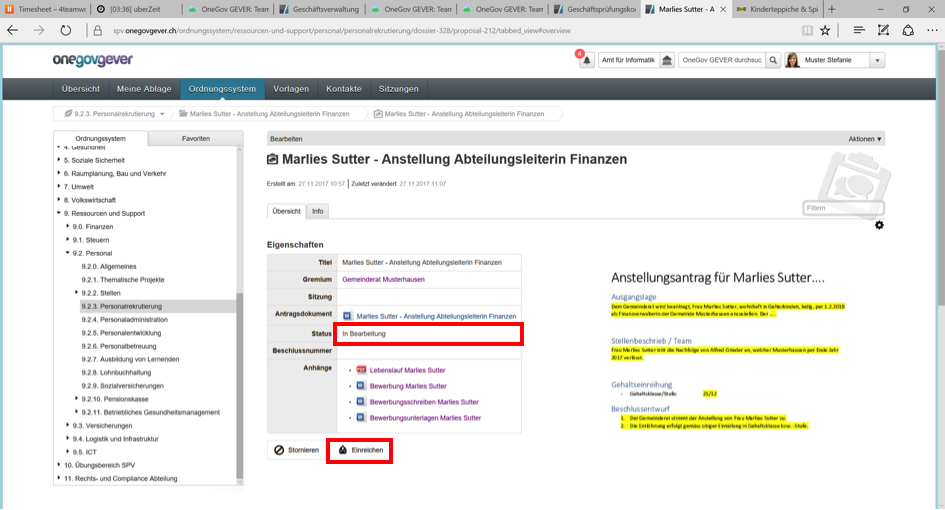 Timesheet – 4teamwo
[03:36] uberZeit
OneGov GEVER: Team
Geschäftsverwaltung
OneGov GEVER: Team
OneGov GEVER: Team
Geschäftsprüfungskor
Marlies Sutter - A
Kinderteppiche & Spi
spv.onegovgever.ch/ordnungssystem/ressourcen-und-support/personal/personalrekrutierung/dossier-328/proposal-212/tabbed_view#overview
onegovgever
4
Amt für Informatik
OneGov GEVER durchsuc
Muster Stefanie
Übersicht Meine Ablage Ordnungssystem Vorlagen Kontakte Sitzungen
9.2.3. Personalrekrutierung
Marlies Sutter - Anstellung Abteilungsleiterin Finanzen
Marlies Sutter - Anstellung Abteilungsleiterin Finanzen
Ordnungssystem Favoriten
4. Gesundheit
5. Soziale Sicherheit
6. Raumplanung, Bau und Verkehr
7. Umwelt
8. Volkswirtschaft
9. Ressourcen und Support
9.0. Finanzen
9.1. Steuern
9.2. Personal
9.2.0. Allgemeines
9.2.1. Thematische Projekte
9.2.2. Stellen
9.2.3. Personalrekrutierung
9.2.4. Personaladministration
9.2.5. Personalentwicklung
9.2.6. Personalbetreuung
9.2.7. Ausbildung von Lernenden
9.2.8. Lohnbuchhaltung
9.2.9. Sozialversicherungen
9.2.10. Pensionskasse
9.2.11. Betriebliches Gesundheitsmanagement
9.3. Versicherungen
9.4. Logistik und Infrastruktur
9.5. ICT
10. Übungsbereich SPV
11. Rechts- und Compliance Abteilung
Bearbeiten
Aktionen ▼
Marlies Sutter - Anstellung Abteilungsleiterin Finanzen
Erstellt am: 27.11.2017 10:57 | Zuletzt verändert: 27.11.2017 11:07
Übersicht Info
Filtern
Eigenschaften
Titel Marlies Sutter - Anstellung Abteilungsleiterin Finanzen
Gremium Gemeinderat Musterhausen
Sitzung
Antragsdokument Marlies Sutter - Anstellung Abteilungsleiterin Finanzen
Status In Bearbeitung
Beschlussnummer
Anhänge
Lebenslauf Marlies Sutter
Bewerbung Marlies Sutter
Bewerbungsschreiben Marlies Sutter
Bewerbungsunterlagen Marlies Sutter
Stornieren Einreichen
Anstellungsantrag für Marlies Sutter....
Ausgangslage
Dem Gemeinderat wird beantragt, Frau Marlies Sutter, wohnhaft in Gelterkinden, ledig, per 1.2.2018
als Finanzverwalterin der Gemeinde Musterhausen anzustellen. Der ....
Stellenbeschrieb / Team
Frau Marlies Sutter tritt die Nachfolge von Alfred Grieder an, welcher Musterhausen per Ende Jahr
2017 verlässt.
Gehaltseinreihung
- Gehaltsklasse/Stufe: 25/12
Beschlussentwurf
1. Der Gemeinderat stimmt der Anstellung von Frau Marlies Sutter zu.
2. Die Entlöhnung erfolgt gemäss obiger Einteilung in Gehaltsklasse bzw. -Stufe.